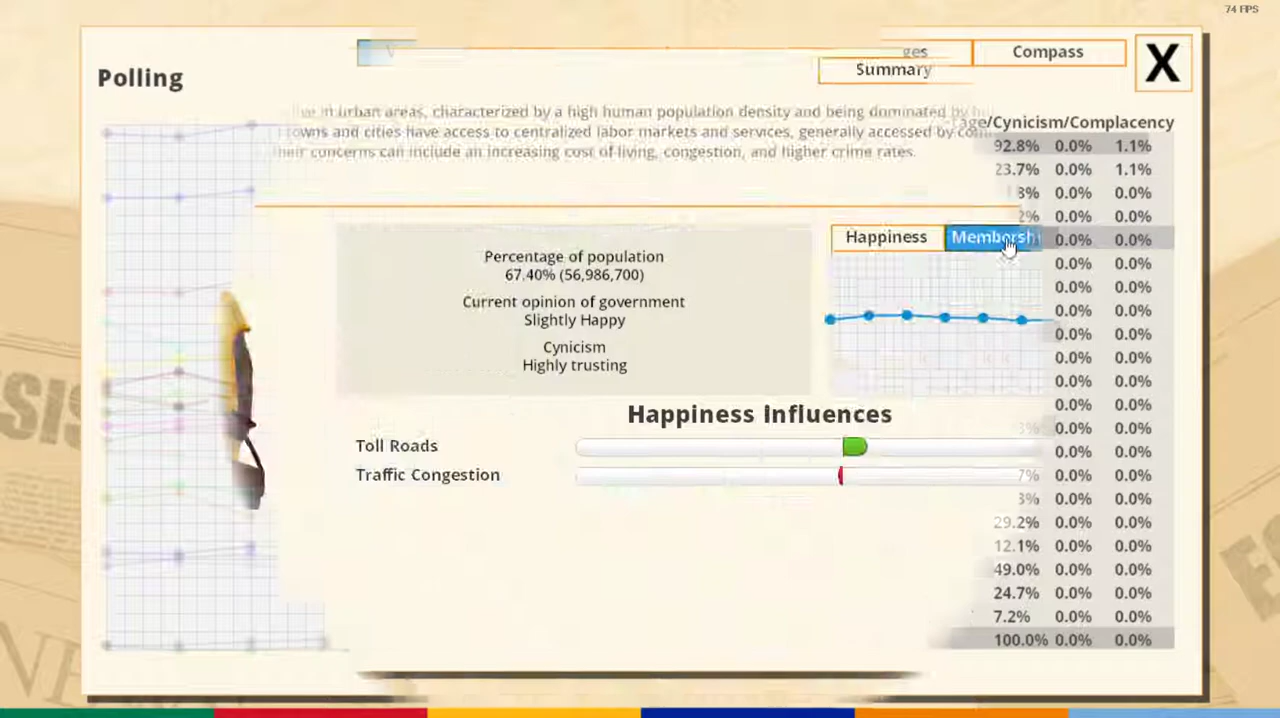 74 FPS
Polling
ges
Compass
X
Summary
in urban areas, characterized by a high human population density and being dominated by
towns and cities have access to centralized labor markets and services, generally accessed by
their concerns can include an increasing cost of living, congestion, and higher crime rates.
/Cynicism/Complacency
92.8% 0.0% 1.1%
23.7% 0.0% 1.1%
3% 0.0% 0.0%
2% 0.0% 0.0%
Happiness
Membersh
0.0% 0.0%
Percentage of population
67.40% (56,986,700)
Current opinion of government
Slightly Happy
Cynicism
Highly trusting
0.0% 0.0%
0.0% 0.0%
0.0% 0.0%
0.0% 0.0%
0.0% 0.0%
0.0% 0.0%
0.0% 0.0%
Happiness Influences
3% 0.0% 0.0%
Toll Roads
0.0% 0.0%
Traffic Congestion
7% 0.0% 0.0%
3% 0.0% 0.0%
29.2% 0.0% 0.0%
12.1% 0.0% 0.0%
49.0% 0.0% 0.0%
24.7% 0.0% 0.0%
7.2% 0.0% 0.0%
100.0% 0.0% 0.0%